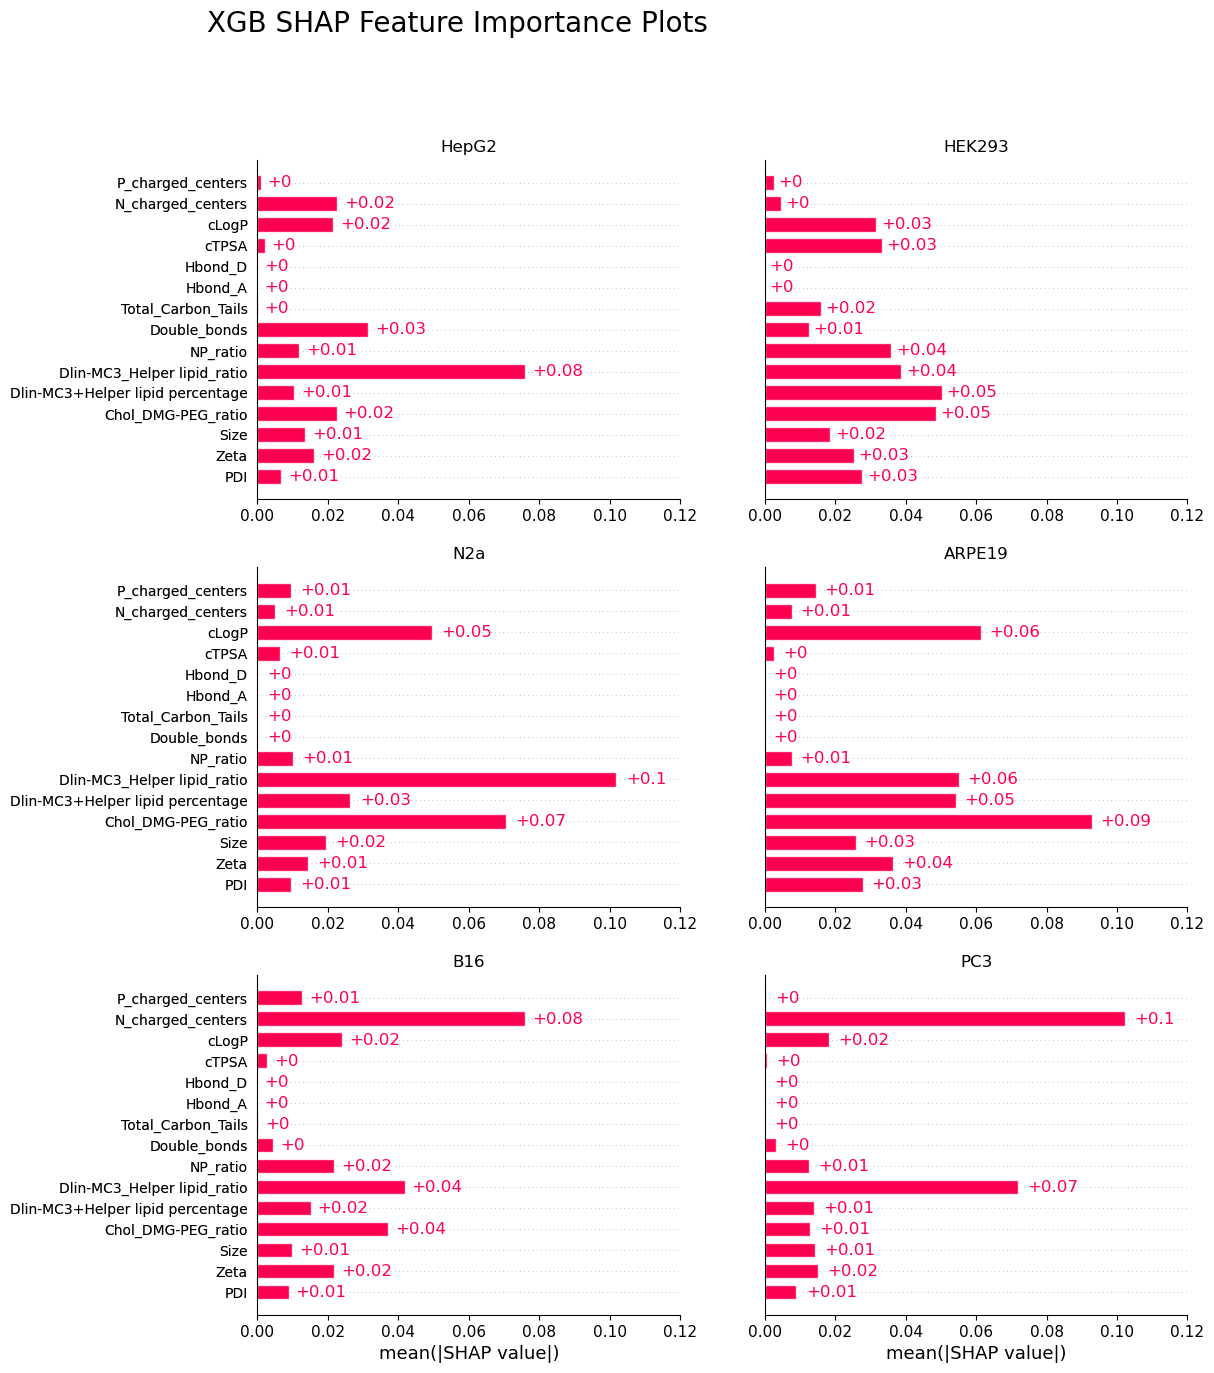 XGB SHAP Feature Importance Plots
HepG2
P_charged_centers +0
N_charged_centers +0.02
cLogP +0.02
cTPSA +0
Hbond_D +0
Hbond_A +0
Total_Carbon_Tails +0
Double_bonds +0.03
NP_ratio +0.01
Dlin-MC3_Helper lipid_ratio +0.08
Dlin-MC3+Helper lipid percentage +0.01
Chol_DMG-PEG_ratio +0.02
Size +0.01
Zeta +0.02
PDI +0.01
0.00 0.02 0.04 0.06 0.08 0.10 0.12
HEK293
+0
+0
+0.03
+0.03
+0
+0
+0.02
+0.01
+0.04
+0.04
+0.05
+0.05
+0.02
+0.03
+0.03
0.00 0.02 0.04 0.06 0.08 0.10 0.12
N2a
P_charged_centers +0.01
N_charged_centers +0.01
cLogP +0.05
cTPSA +0.01
Hbond_D +0
Hbond_A +0
Total_Carbon_Tails +0
Double_bonds +0
NP_ratio +0.01
Dlin-MC3_Helper lipid_ratio +0.1
Dlin-MC3+Helper lipid percentage +0.03
Chol_DMG-PEG_ratio +0.07
Size +0.02
Zeta +0.01
PDI +0.01
0.00 0.02 0.04 0.06 0.08 0.10 0.12
ARPE19
+0.01
+0.01
+0.06
+0
+0
+0
+0
+0
+0.01
+0.06
+0.05
+0.09
+0.03
+0.04
+0.03
0.00 0.02 0.04 0.06 0.08 0.10 0.12
B16
P_charged_centers +0.01
N_charged_centers +0.08
cLogP +0.02
cTPSA +0
Hbond_D +0
Hbond_A +0
Total_Carbon_Tails +0
Double_bonds +0
NP_ratio +0.02
Dlin-MC3_Helper lipid_ratio +0.04
Dlin-MC3+Helper lipid percentage +0.02
Chol_DMG-PEG_ratio +0.04
Size +0.01
Zeta +0.02
PDI +0.01
0.00 0.02 0.04 0.06 0.08 0.10 0.12
mean(|SHAP value|)
PC3
+0
+0.1
+0.02
+0
+0
+0
+0
+0
+0.01
+0.07
+0.01
+0.01
+0.01
+0.02
+0.01
0.00 0.02 0.04 0.06 0.08 0.10 0.12
mean(|SHAP value|)